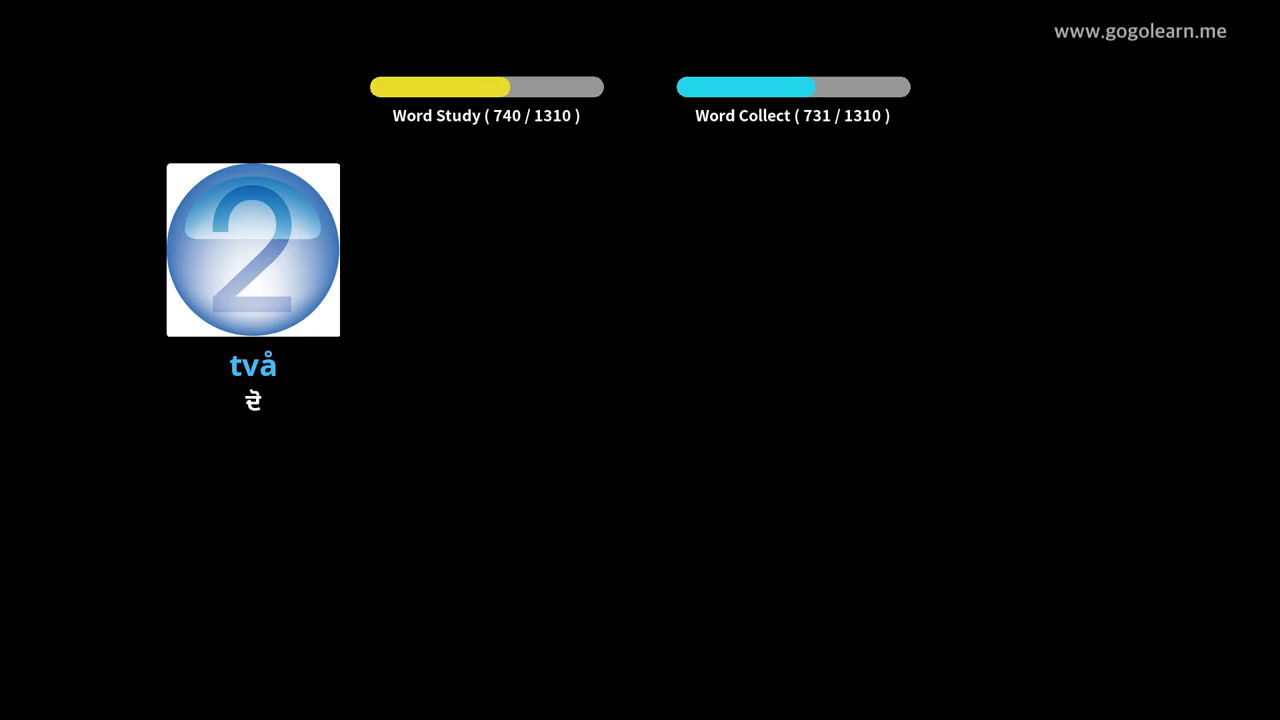 www.gogolearn.me
Word Study ( 740 / 1310 )
Word Collect ( 731 / 1310 )
2
två
ਦੋ